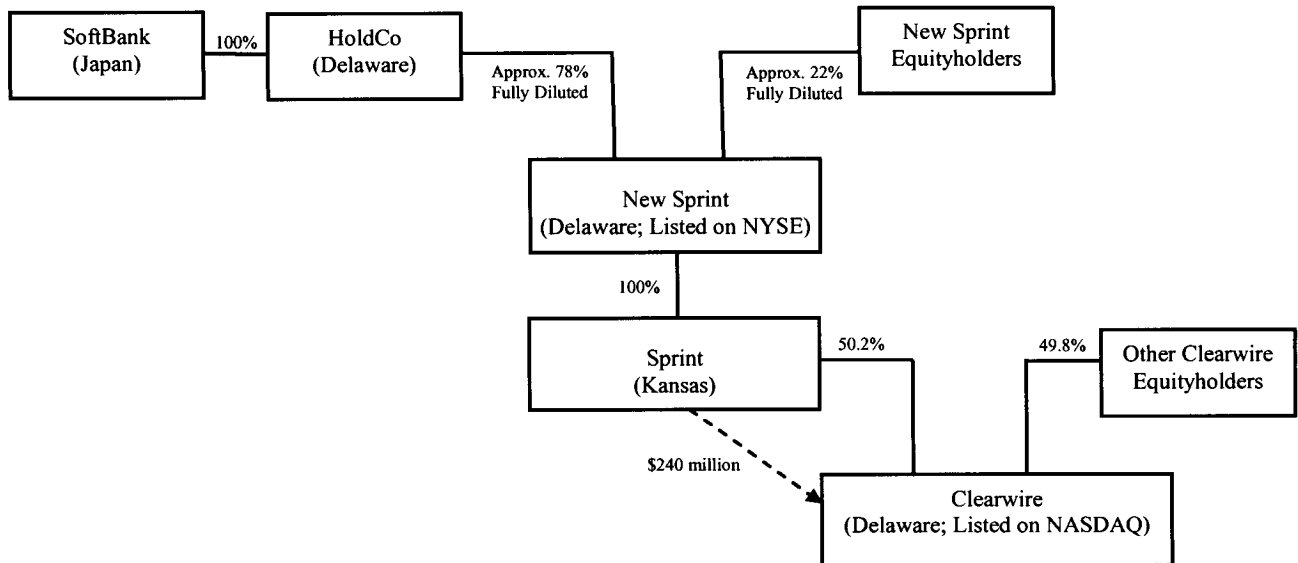 SoftBank
(Japan)
100%
HoldCo
(Delaware)
Approx. 78%
Fully Diluted
Approx. 22%
Fully Diluted
New Sprint
Equityholders
New Sprint
(Delaware; Listed on NYSE)
100%
Sprint
(Kansas)
50.2%
49.8%
Other Clearwire
Equityholders
$240 million
Clearwire
(Delaware; Listed on NASDAQ)